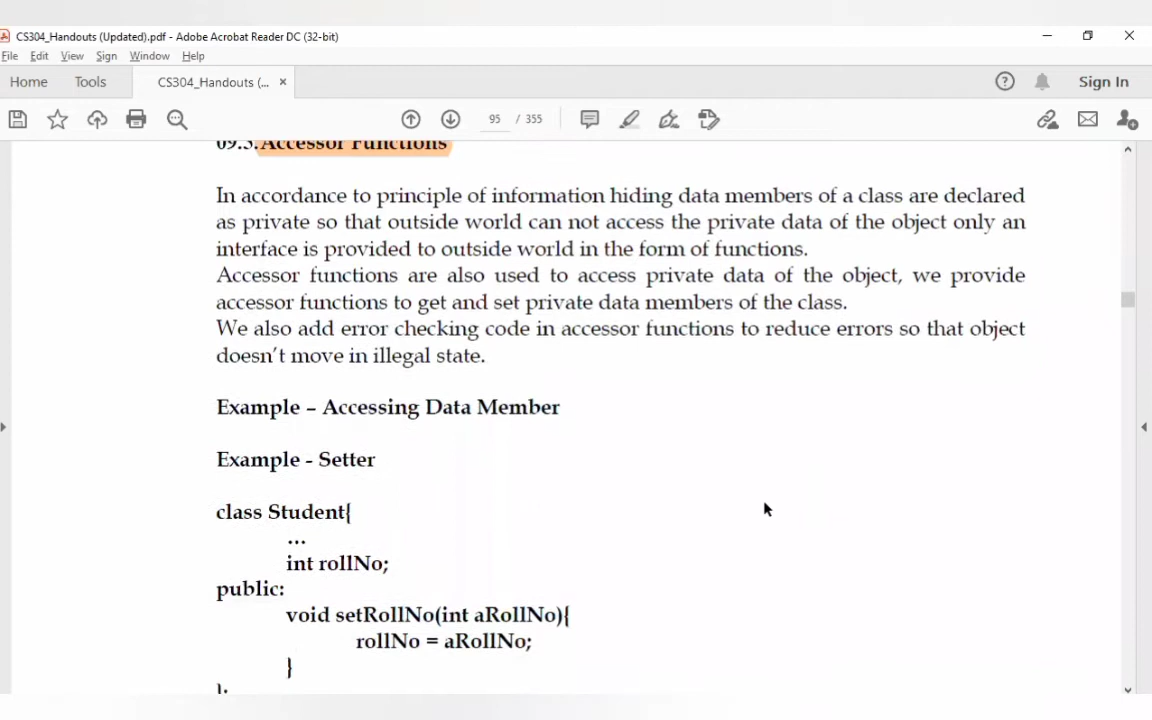 CS304_Handouts (Updated).pdf - Adobe Acrobat Reader DC (32-bit)
File Edit View Sign Window Help
Home Tools CS304_Handouts (... × Sign In
95 / 355
09.3.Accessor Functions
In accordance to principle of information hiding data members of a class are declared
as private so that outside world can not access the private data of the object only an
interface is provided to outside world in the form of functions.
Accessor functions are also used to access private data of the object, we provide
accessor functions to get and set private data members of the class.
We also add error checking code in accessor functions to reduce errors so that object
doesn't move in illegal state.
Example – Accessing Data Member
Example - Setter
class Student{
...
int rollNo;
public:
void setRollNo(int aRollNo){
rollNo = aRollNo;
}
};